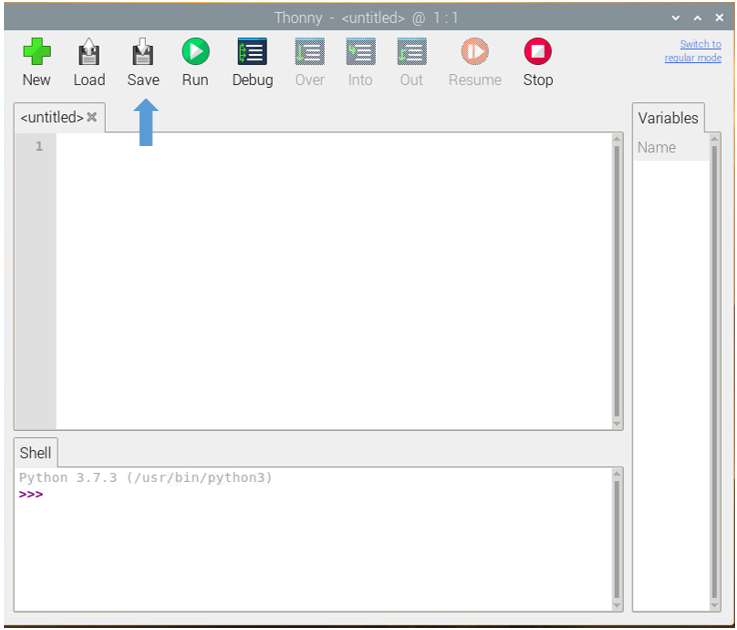 Thonny - <untitled> @ 1:1
New Load Save Run Debug Over Into Out Resume Stop
Switch to
regular mode
<untitled>
Variables
1
Name
Shell
Python 3.7.3 (/usr/bin/python3)
>>>